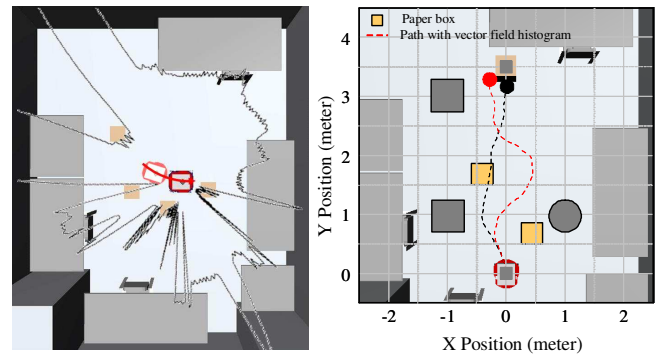 Paper box
Path with vector field histogram
4
3
2
1
0
Y Position (meter)
-2
-1
0
1
2
X Position (meter)